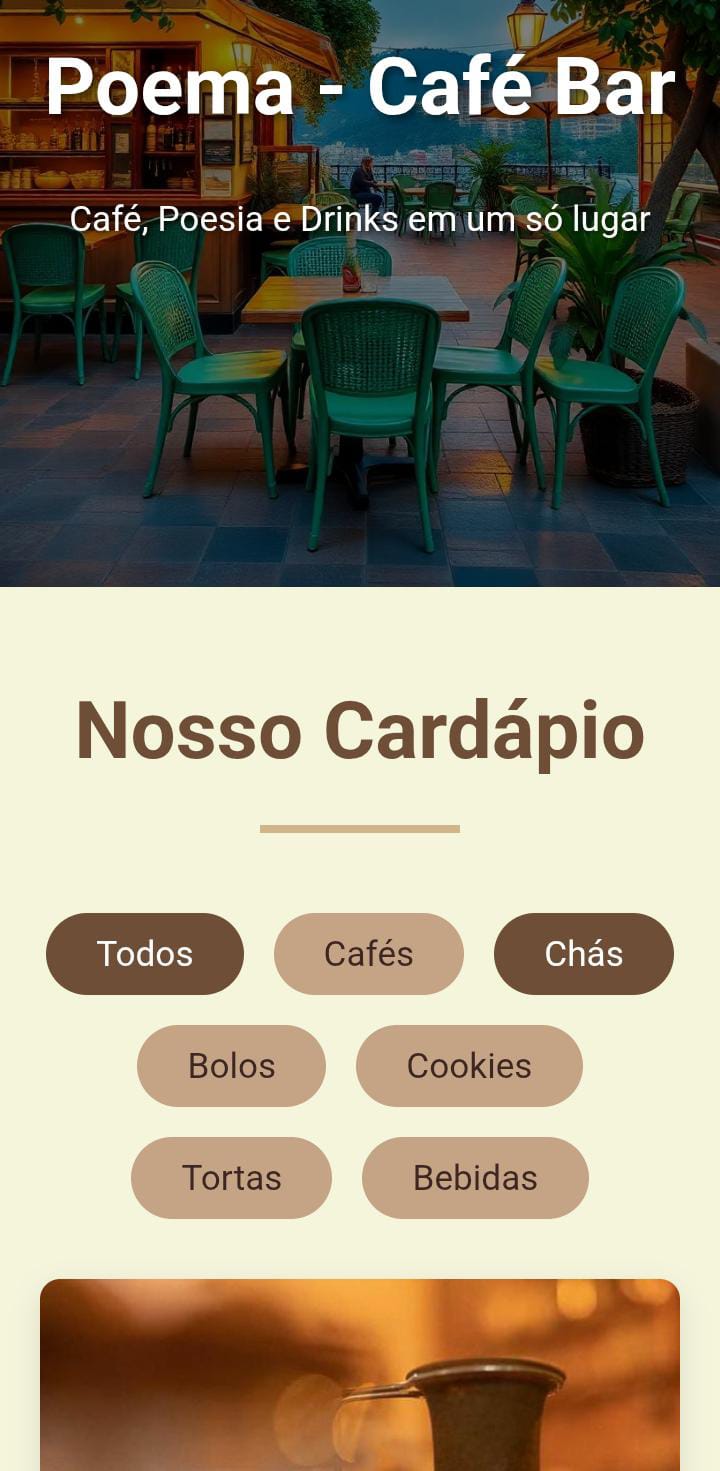 Poema - Café Bar
Café, Poesia e Drinks em um só lugar
Nosso Cardápio
Todos
Cafés
Chás
Bolos
Cookies
Tortas
Bebidas